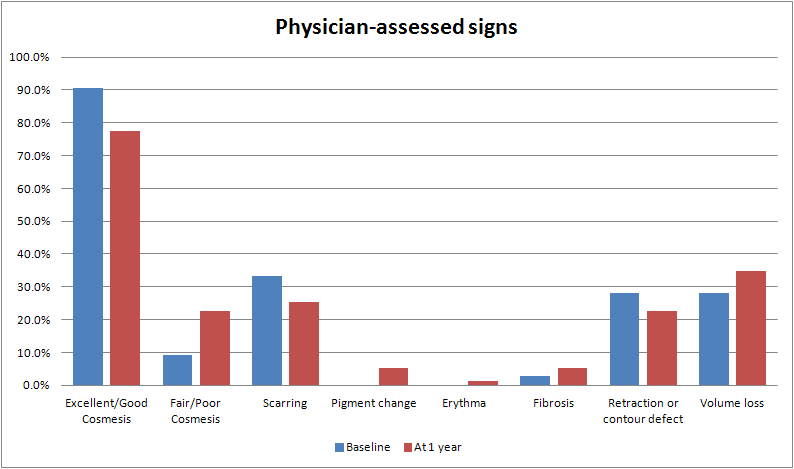 Physician-assessed signs
100.0%
90.0%
80.0%
70.0%
60.0%
50.0%
40.0%
30.0%
20.0%
10.0%
0.0%
Excellent/Good
Cosmesis
Fair/Poor
Cosmesis
Scarring
Pigment change
Erythma
Fibrosis
Retraction or
contour defect
Volume loss
Baseline
At 1 year